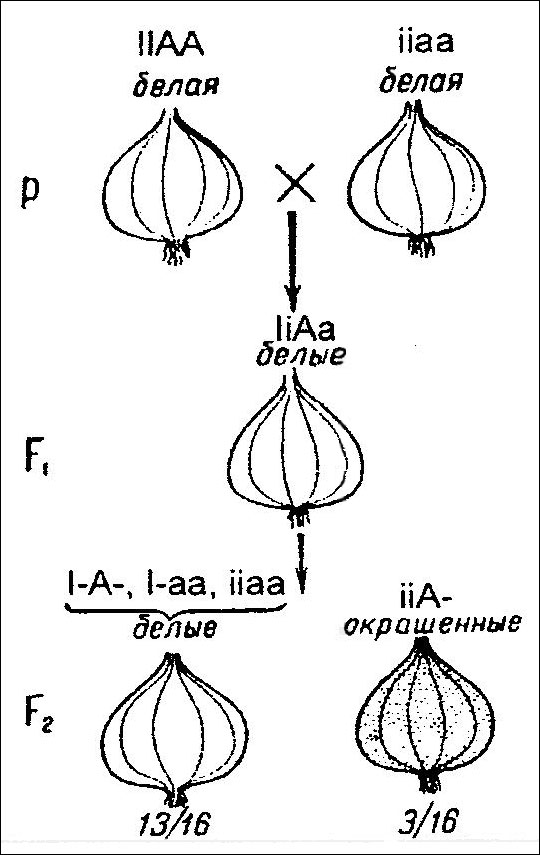 IIAA iiaa
белая белая
P
IiAa
белые
F₁
I-A-, I-aa, iiaa iiA-
белые окрашенные
F₂
13/16 3/16